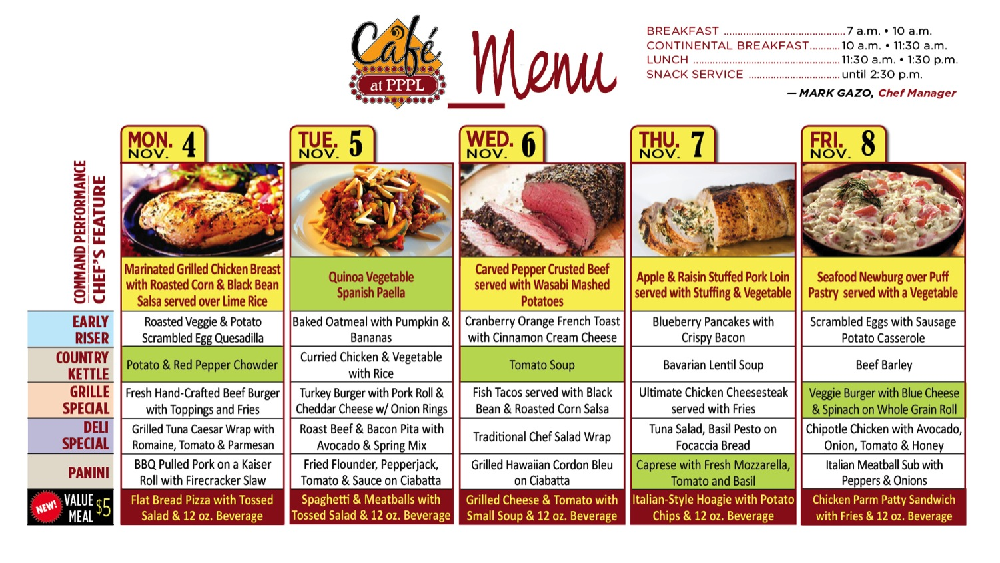 Café
at PPPL
Menu
BREAKFAST ..........................................7 a.m. • 10 a.m.
CONTINENTAL BREAKFAST...........10 a.m. • 11:30 a.m.
LUNCH ...................................................11:30 a.m. • 1:30 p.m.
SNACK SERVICE ................................until 2:30 p.m.
— MARK GAZO, Chef Manager
MON. 4
NOV.
TUE. 5
NOV.
WED. 6
NOV.
THU. 7
NOV.
FRI. 8
NOV.
COMMAND PERFORMANCE
CHEF'S FEATURE
Marinated Grilled Chicken Breast
with Roasted Corn & Black Bean
Salsa served over Lime Rice
Quinoa Vegetable
Spanish Paella
Carved Pepper Crusted Beef
served with Wasabi Mashed
Potatoes
Apple & Raisin Stuffed Pork Loin
served with Stuffing & Vegetable
Seafood Newburg over Puff
Pastry served with a Vegetable
EARLY
RISER
Roasted Veggie & Potato
Scrambled Egg Quesadilla
Baked Oatmeal with Pumpkin &
Bananas
Cranberry Orange French Toast
with Cinnamon Cream Cheese
Blueberry Pancakes with
Crispy Bacon
Scrambled Eggs with Sausage
Potato Casserole
COUNTRY
KETTLE
Potato & Red Pepper Chowder
Curried Chicken & Vegetable
with Rice
Tomato Soup
Bavarian Lentil Soup
Beef Barley
GRILLE
SPECIAL
Fresh Hand-Crafted Beef Burger
with Toppings and Fries
Turkey Burger with Pork Roll &
Cheddar Cheese w/ Onion Rings
Fish Tacos served with Black
Bean & Roasted Corn Salsa
Ultimate Chicken Cheesesteak
served with Fries
Veggie Burger with Blue Cheese
& Spinach on Whole Grain Roll
DELI
SPECIAL
Grilled Tuna Caesar Wrap with
Romaine, Tomato & Parmesan
Roast Beef & Bacon Pita with
Avocado & Spring Mix
Traditional Chef Salad Wrap
Tuna Salad, Basil Pesto on
Focaccia Bread
Chipotle Chicken with Avocado,
Onion, Tomato & Honey
PANINI
BBQ Pulled Pork on a Kaiser
Roll with Firecracker Slaw
Fried Flounder, Pepperjack,
Tomato & Sauce on Ciabatta
Grilled Hawaiian Cordon Bleu
on Ciabatta
Caprese with Fresh Mozzarella,
Tomato and Basil
Italian Meatball Sub with
Peppers & Onions
NEW!
VALUE
MEAL $5
Flat Bread Pizza with Tossed
Salad & 12 oz. Beverage
Spaghetti & Meatballs with
Tossed Salad & 12 oz. Beverage
Grilled Cheese & Tomato with
Small Soup & 12 oz. Beverage
Italian-Style Hoagie with Potato
Chips & 12 oz. Beverage
Chicken Parm Patty Sandwich
with Fries & 12 oz. Beverage